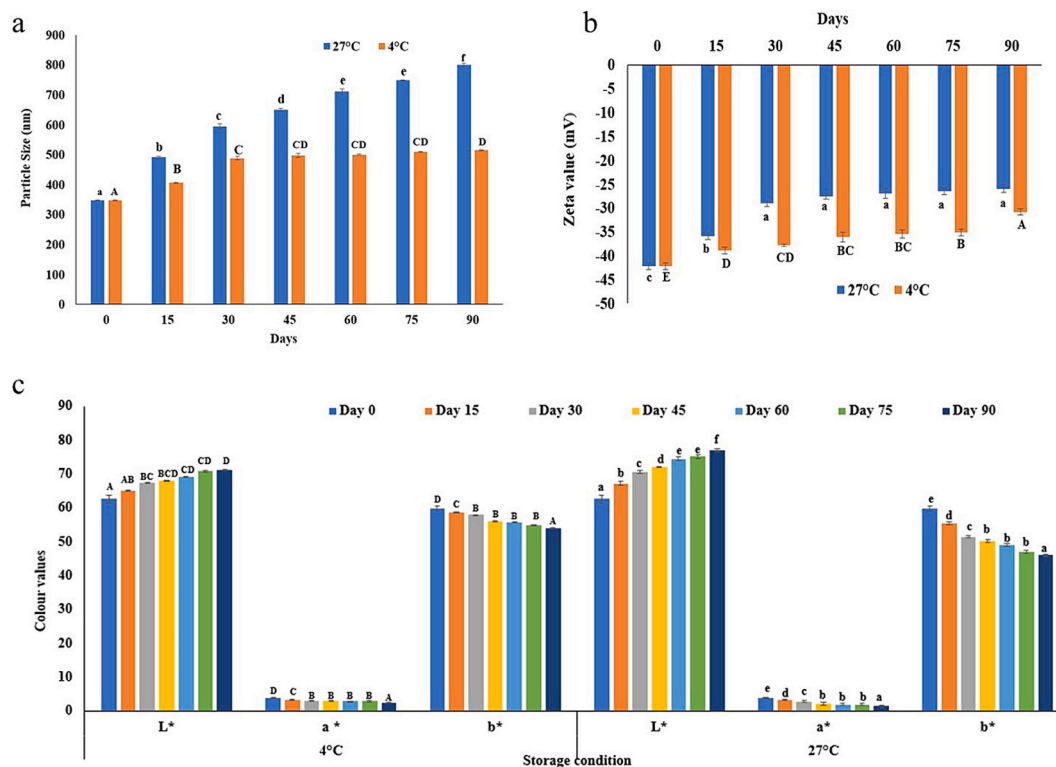 a
900
800
700
600
500
400
300
200
100
0
Particle Size (nm)
27°C 4°C
a A b B c C d CD e CD e CD f D
0 15 30 45 60 75 90
Days
b
Days
0 15 30 45 60 75 90
0
-5
-10
-15
-20
-25
-30
-35
-40
-45
-50
Zeta value (mV)
c E b D a CD a BC a BC a B a A
27°C 4°C
c
Day 0 Day 15 Day 30 Day 45 Day 60 Day 75 Day 90
90
80
70
60
50
40
30
20
10
0
Colour values
A AB BC BCD CD CD D
D C B B B B A
D C B B B B A
a b c d e e f
e d c b b b a
e d c b b b a
L* a* b* L* a* b*
4°C 27°C
Storage condition